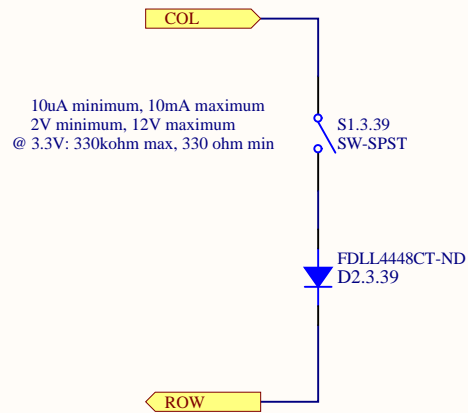 COL
10uA minimum, 10mA maximum
2V minimum, 12V maximum
@ 3.3V: 330kohm max, 330 ohm min
S1.3.39
SW-SPST
FDLL4448CT-ND
D2.3.39
ROW